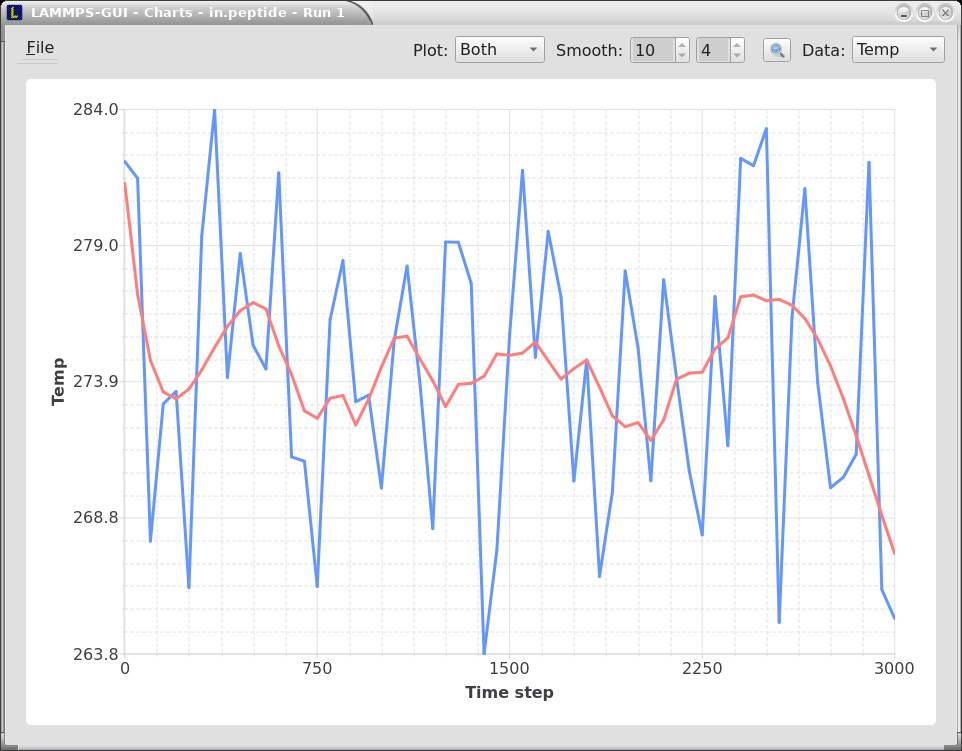 LAMMPS-GUI - Charts - in.peptide - Run 1
File Plot: Both Smooth: 10 4 Data: Temp
284.0
279.0
273.9
268.8
263.8
Temp
0 750 1500 2250 3000
Time step